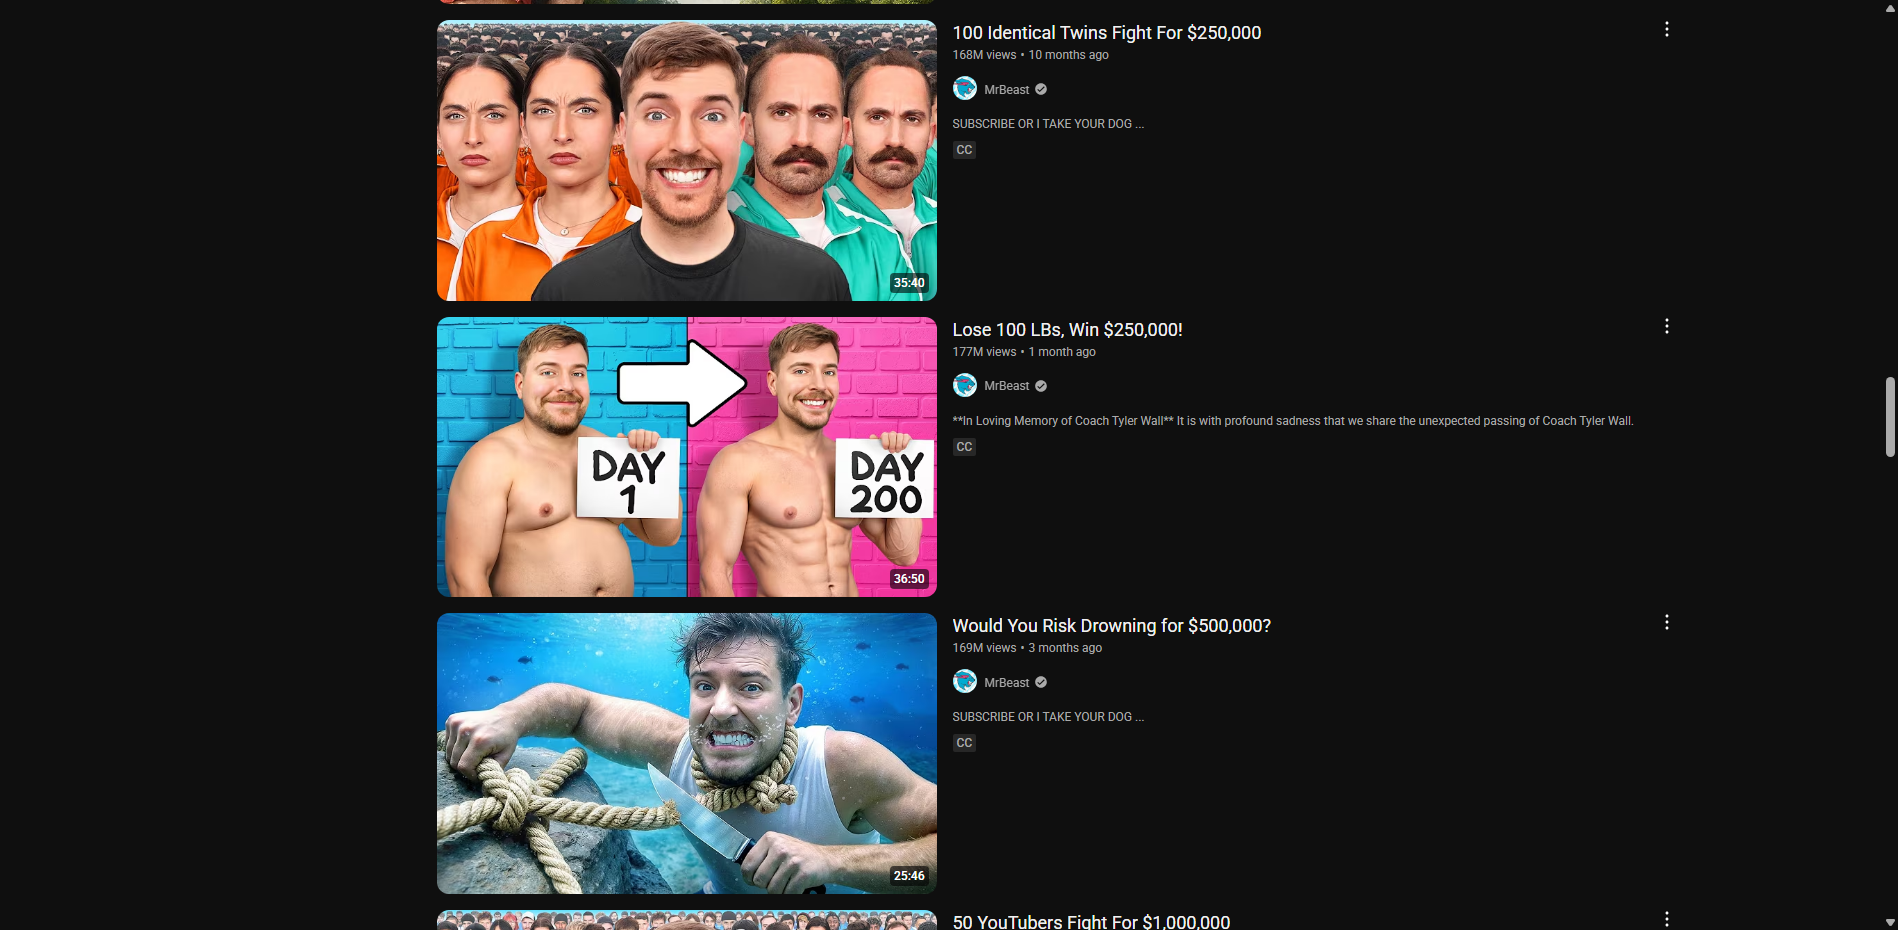 100 Identical Twins Fight For $250,000
168M views • 10 months ago
MrBeast
SUBSCRIBE OR I TAKE YOUR DOG ...
CC
35:40
DAY
1
DAY
200
36:50
Lose 100 LBs, Win $250,000!
177M views • 1 month ago
MrBeast
**In Loving Memory of Coach Tyler Wall** It is with profound sadness that we share the unexpected passing of Coach Tyler Wall.
CC
25:46
Would You Risk Drowning for $500,000?
169M views • 3 months ago
MrBeast
SUBSCRIBE OR I TAKE YOUR DOG ...
CC
50 YouTubers Fight For $1,000,000